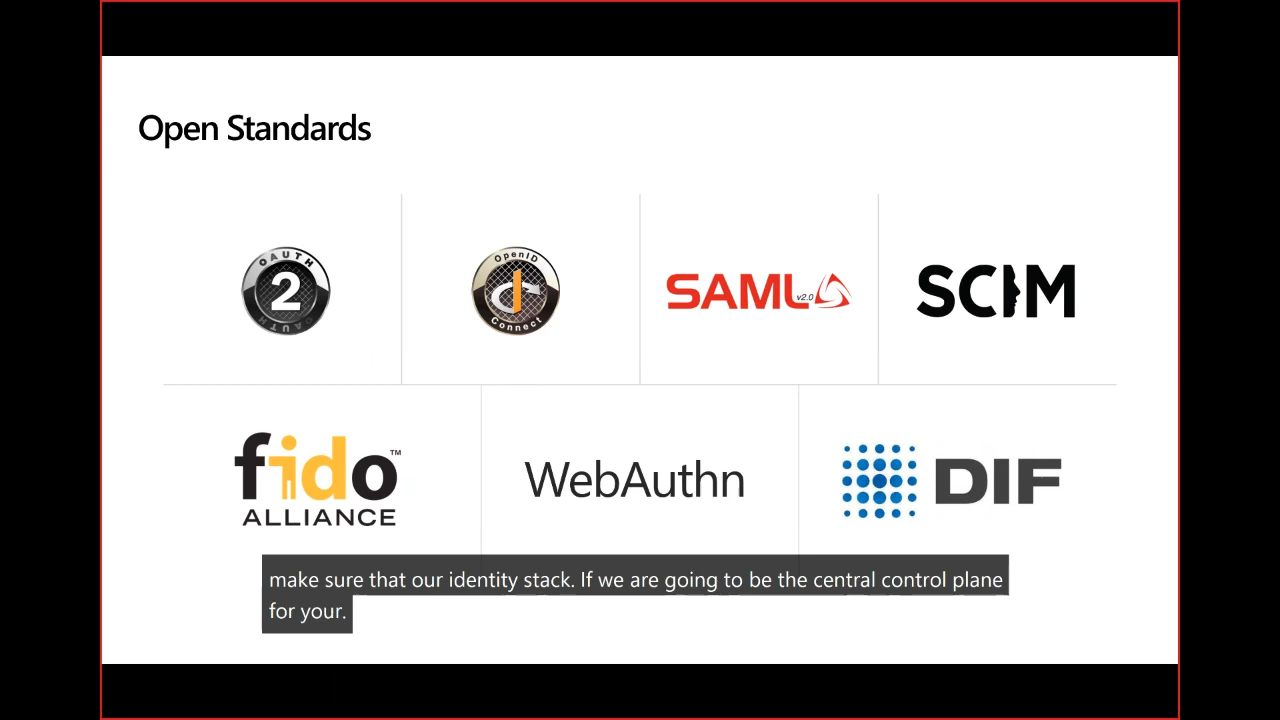 Open Standards
OAUTH
2
OAUTH
OpenID
Connect
SAML v2.0
SCIM
fido™
ALLIANCE
WebAuthn
DIF
make sure that our identity stack. If we are going to be the central control plane
for your.